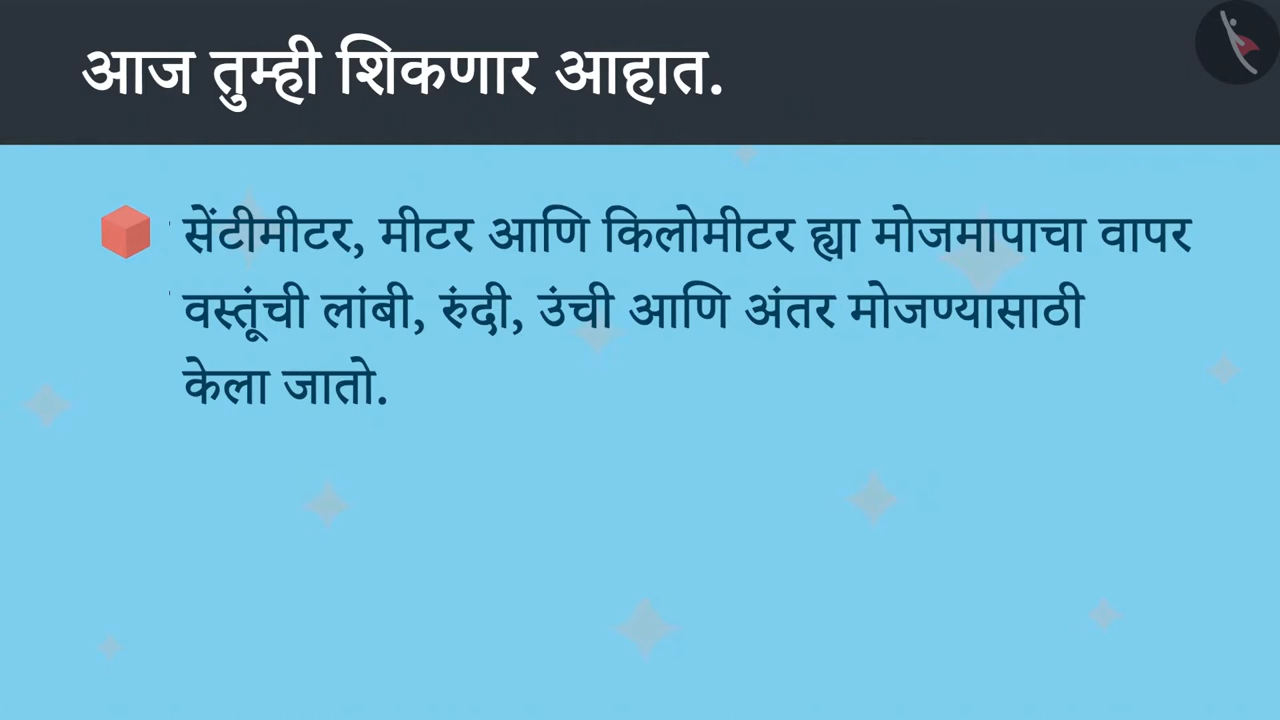 आज तुम्ही शिकणार आहात.
सेंटीमीटर, मीटर आणि किलोमीटर ह्या मोजमापाचा वापर
वस्तूंची लांबी, रुंदी, उंची आणि अंतर मोजण्यासाठी
केला जातो.